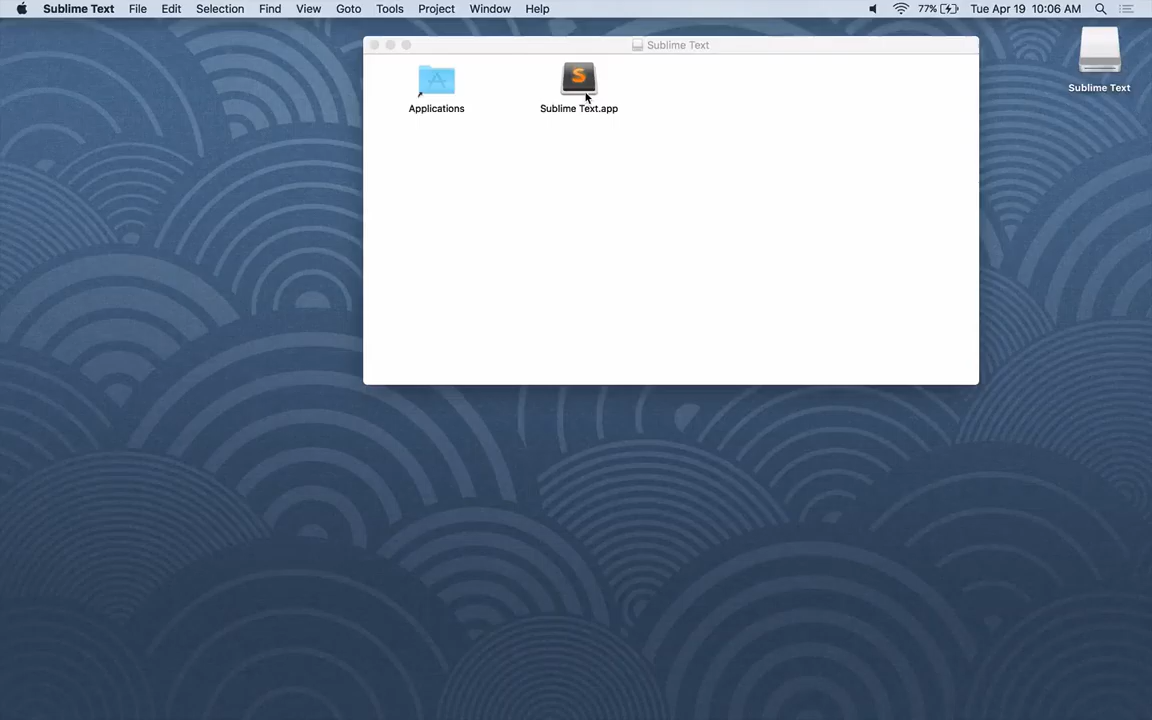 Sublime Text File Edit Selection Find View Goto Tools Project Window Help 77% Tue Apr 19 10:06 AM
Sublime Text
S
Applications
Sublime Text.app
Sublime Text